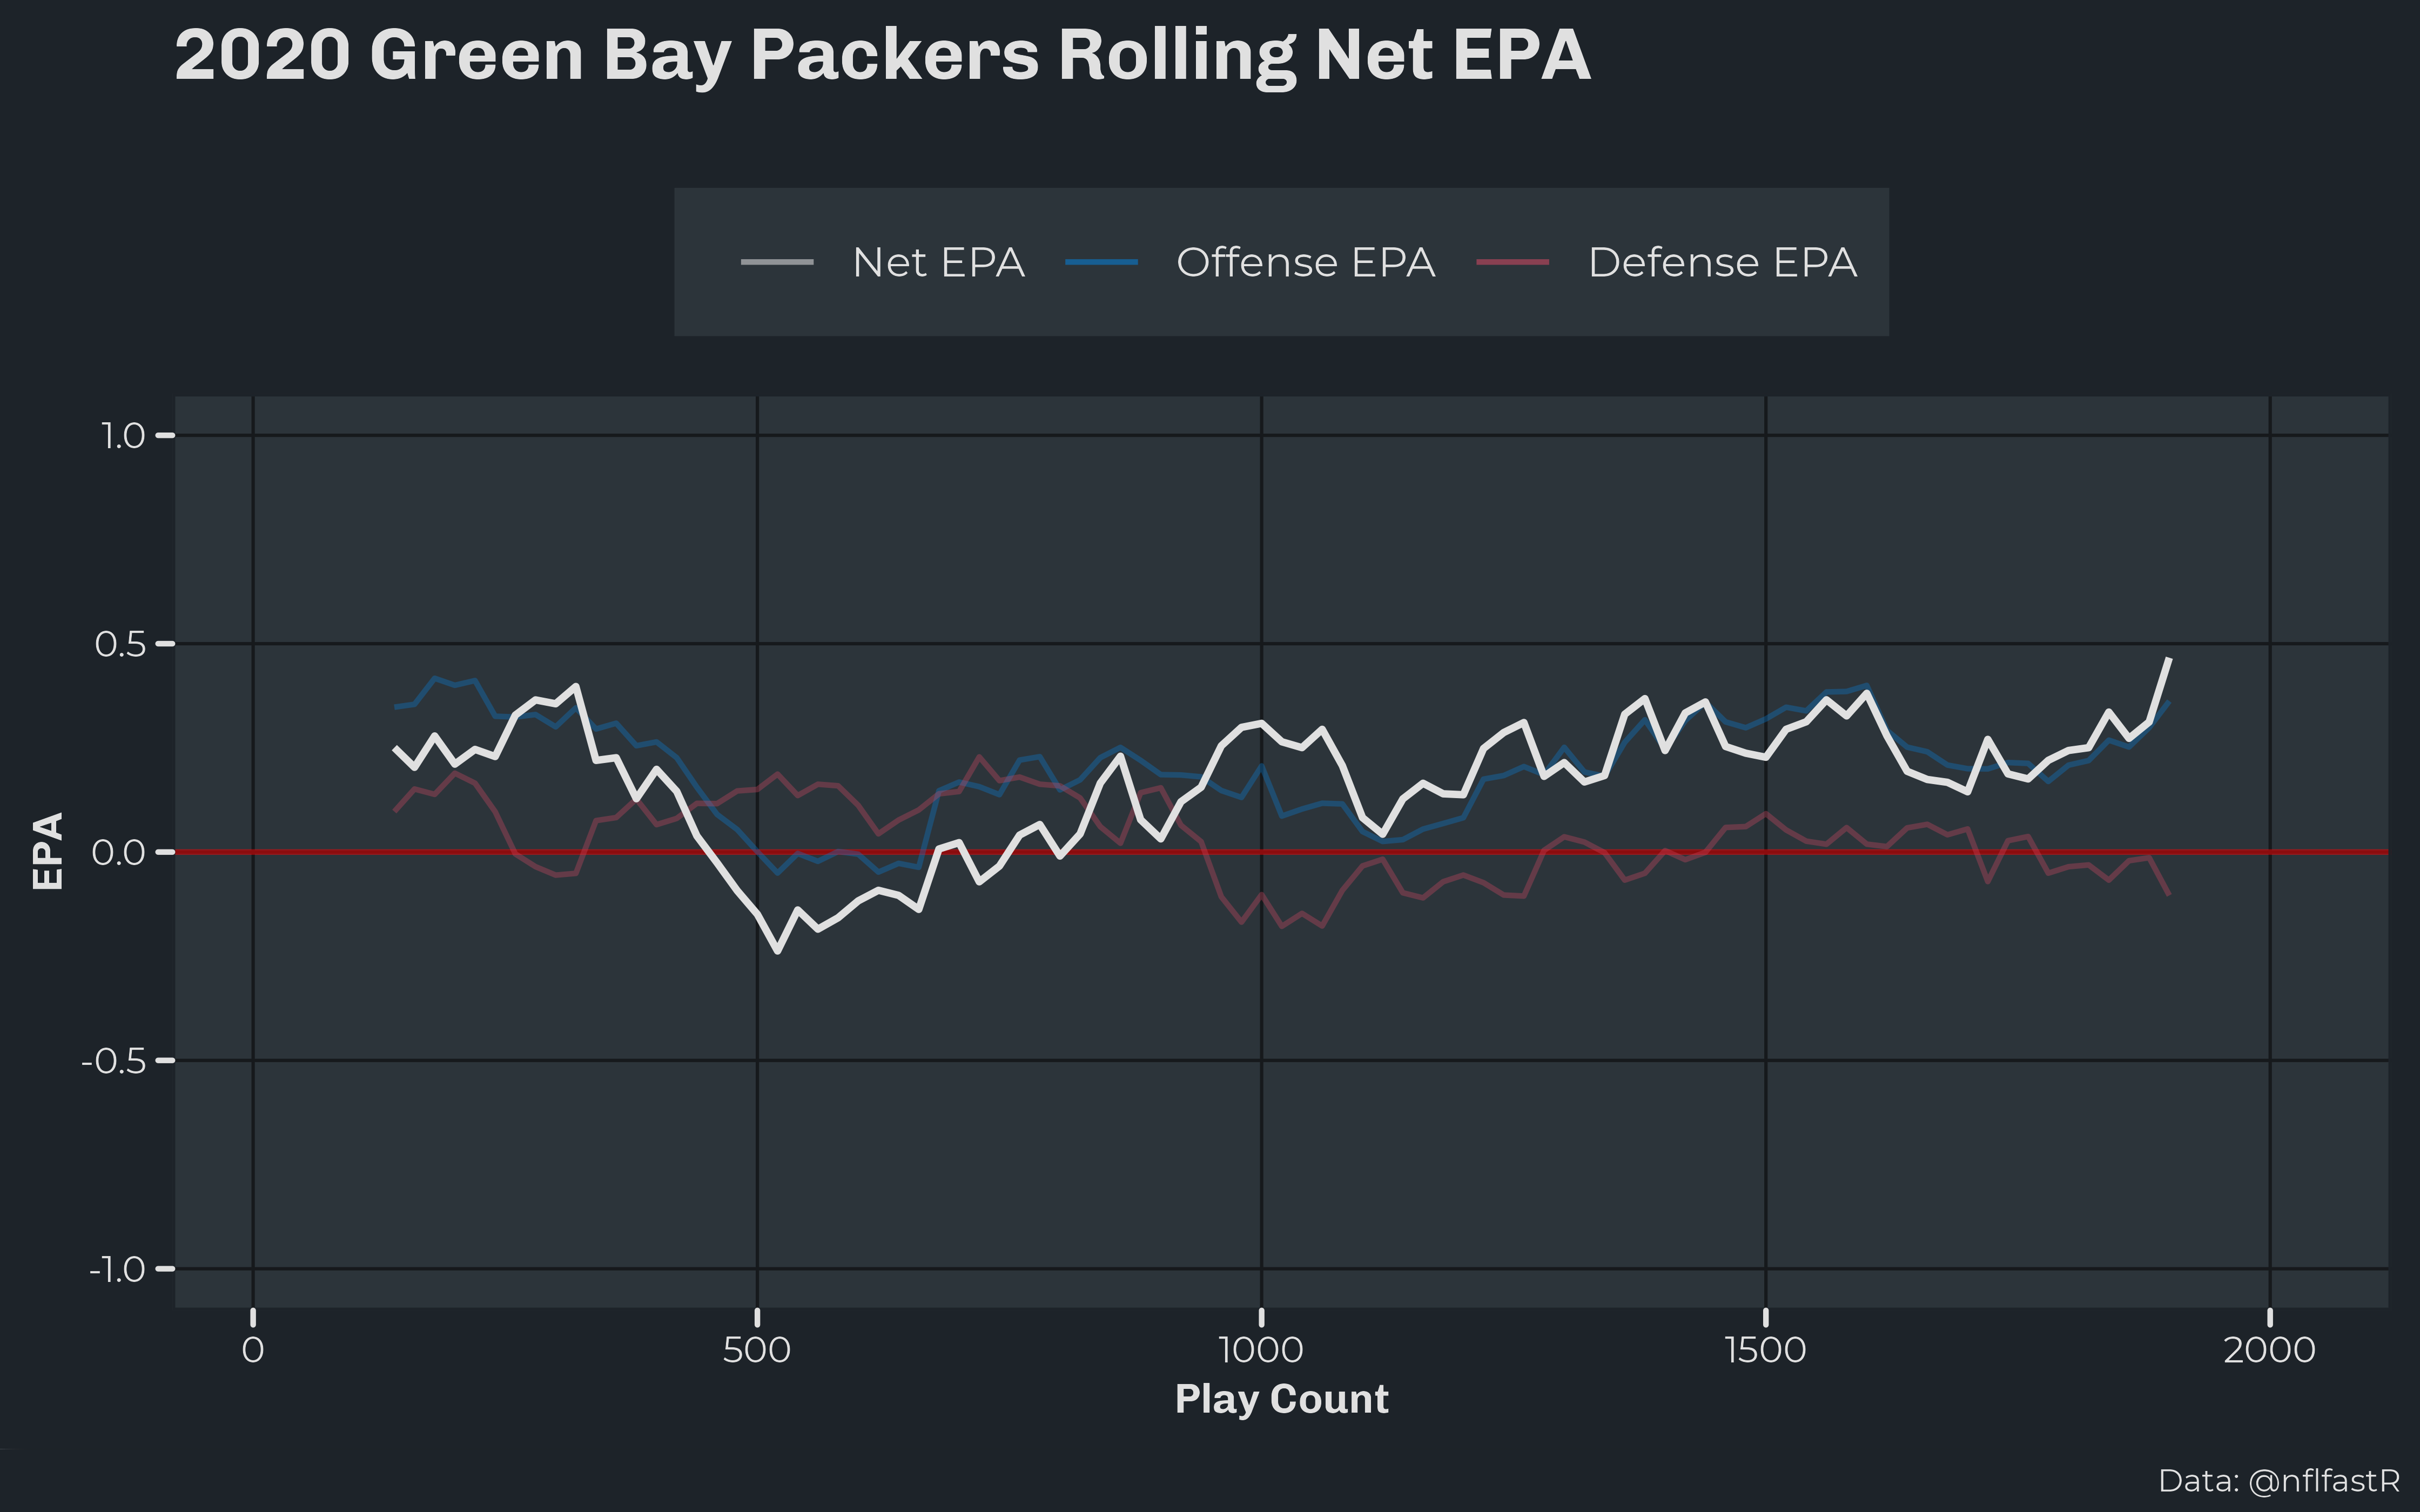 2020 Green Bay Packers Rolling Net EPA
Net EPA Offense EPA Defense EPA
1.0
0.5
0.0
-0.5
-1.0
EPA
0 500 1000 1500 2000
Play Count
Data: @nflfastR